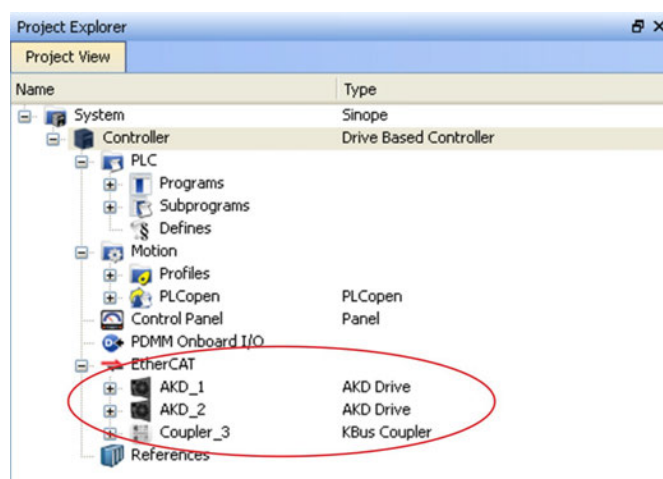 Project Explorer
Project View
Name Type
System Sinope
Controller Drive Based Controller
PLC
Programs
Subprograms
Defines
Motion
Profiles
PLCopen PLCopen
Control Panel Panel
PDMM Onboard I/O
EtherCAT
AKD_1 AKD Drive
AKD_2 AKD Drive
Coupler_3 KBus Coupler
References